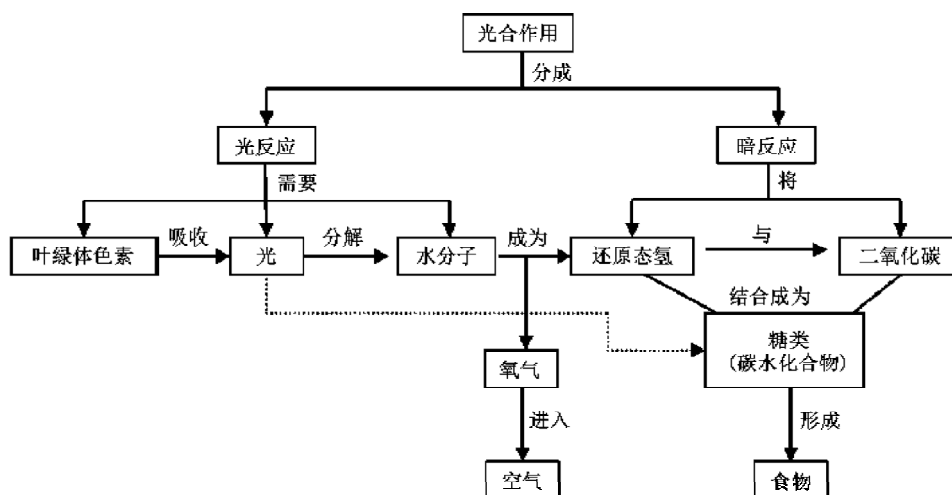 光合作用
分成
光反应
暗反应
需要
将
叶绿体色素
吸收
光
分解
水分子
成为
还原态氢
与
二氧化碳
结合成为
糖类
(碳水化合物)
氧气
进入
形成
空气
食物